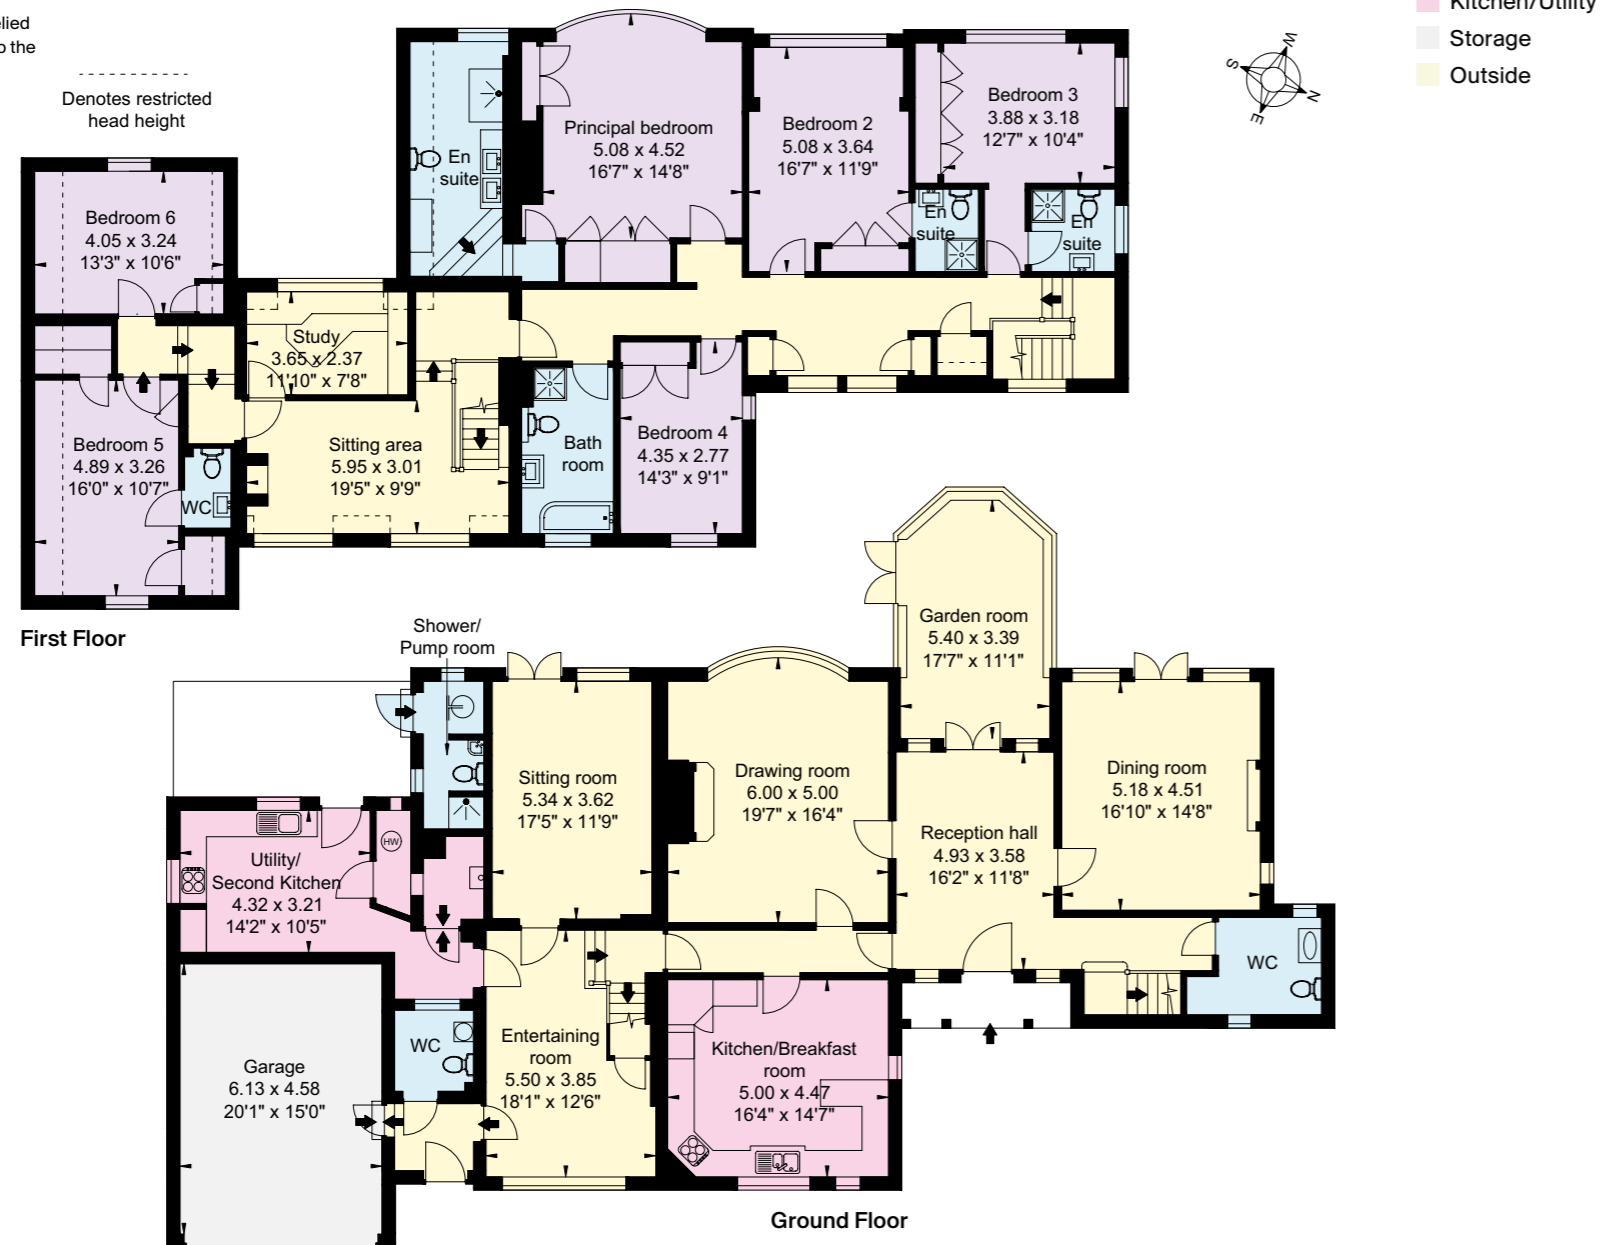 elied
o the
Denotes restricted
head height
Kitchen/Utility
Storage
Outside
W
S
N
E
En
suite
Principal bedroom
5.08 x 4.52
16'7" x 14'8"
Bedroom 2
5.08 x 3.64
16'7" x 11'9"
Bedroom 3
3.88 x 3.18
12'7" x 10'4"
En
suite
En
suite
Bedroom 6
4.05 x 3.24
13'3" x 10'6"
Study
3.65 x 2.37
11'10" x 7'8"
Bedroom 5
4.89 x 3.26
16'0" x 10'7"
WC
Sitting area
5.95 x 3.01
19'5" x 9'9"
Bath
room
Bedroom 4
4.35 x 2.77
14'3" x 9'1"
First Floor
Shower/
Pump room
Garden room
5.40 x 3.39
17'7" x 11'1"
Sitting room
5.34 x 3.62
17'5" x 11'9"
Drawing room
6.00 x 5.00
19'7" x 16'4"
Dining room
5.18 x 4.51
16'10" x 14'8"
Reception hall
4.93 x 3.58
16'2" x 11'8"
HW
Utility/
Second Kitchen
4.32 x 3.21
14'2" x 10'5"
WC
WC
Entertaining
room
5.50 x 3.85
18'1" x 12'6"
Kitchen/Breakfast
room
5.00 x 4.47
16'4" x 14'7"
Garage
6.13 x 4.58
20'1" x 15'0"
Ground Floor